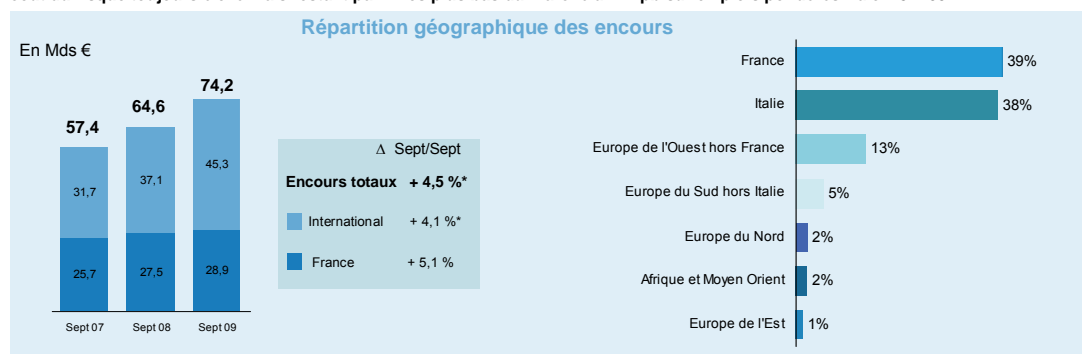 Répartition géographique des encours
En Mds €
57,4
64,6
74,2
31,7
37,1
45,3
25,7
27,5
28,9
Sept 07
Sept 08
Sept 09
Δ Sept/Sept
Encours totaux + 4,5 %*
International + 4,1 %*
France + 5,1 %
France 39%
Italie 38%
Europe de l'Ouest hors France 13%
Europe du Sud hors Italie 5%
Europe du Nord 2%
Afrique et Moyen Orient 2%
Europe de l'Est 1%